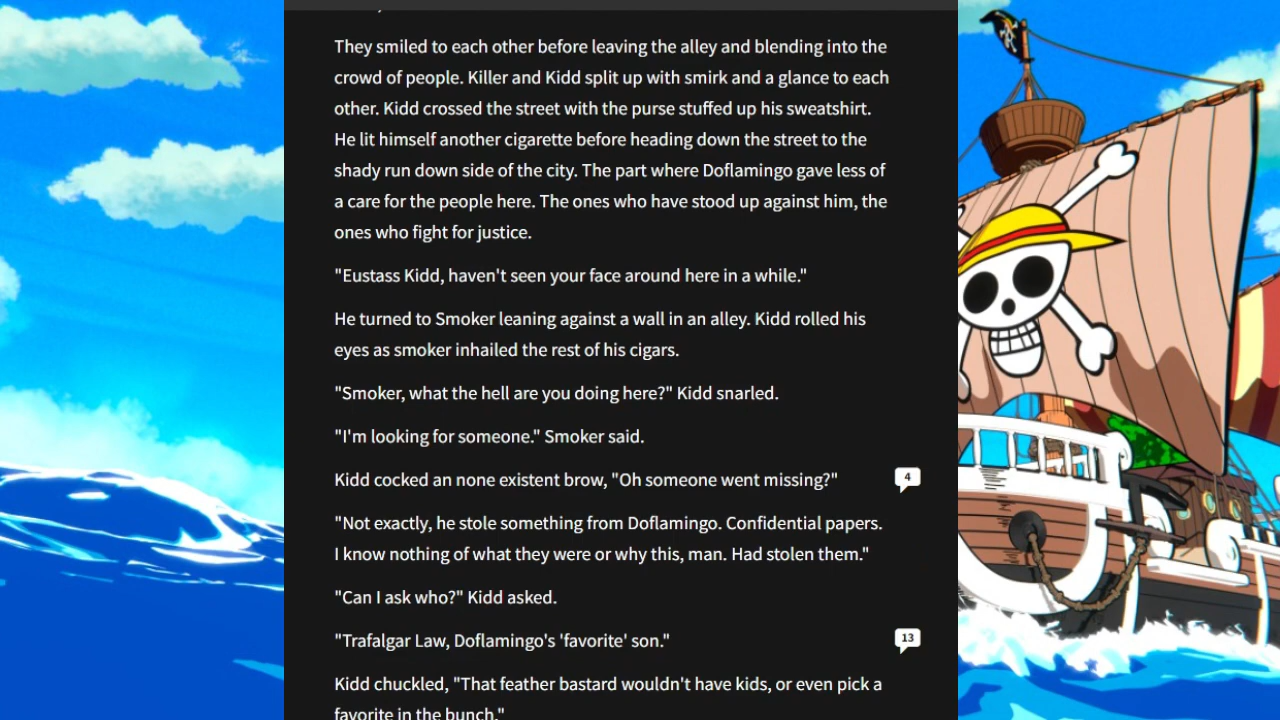 They smiled to each other before leaving the alley and blending into the
crowd of people. Killer and Kidd split up with smirk and a glance to each
other. Kidd crossed the street with the purse stuffed up his sweatshirt.
He lit himself another cigarette before heading down the street to the
shady run down side of the city. The part where Doflamingo gave less of
a care for the people here. The ones who have stood up against him, the
ones who fight for justice.
"Eustass Kidd, haven't seen your face around here in a while."
He turned to Smoker leaning against a wall in an alley. Kidd rolled his
eyes as smoker inhailed the rest of his cigars.
"Smoker, what the hell are you doing here?" Kidd snarled.
"I'm looking for someone." Smoker said.
Kidd cocked an none existent brow, "Oh someone went missing?"
4
"Not exactly, he stole something from Doflamingo. Confidential papers.
I know nothing of what they were or why this, man. Had stolen them."
"Can I ask who?" Kidd asked.
"Trafalgar Law, Doflamingo's 'favorite' son."
13
Kidd chuckled, "That feather bastard wouldn't have kids, or even pick a
favorite in the bunch."